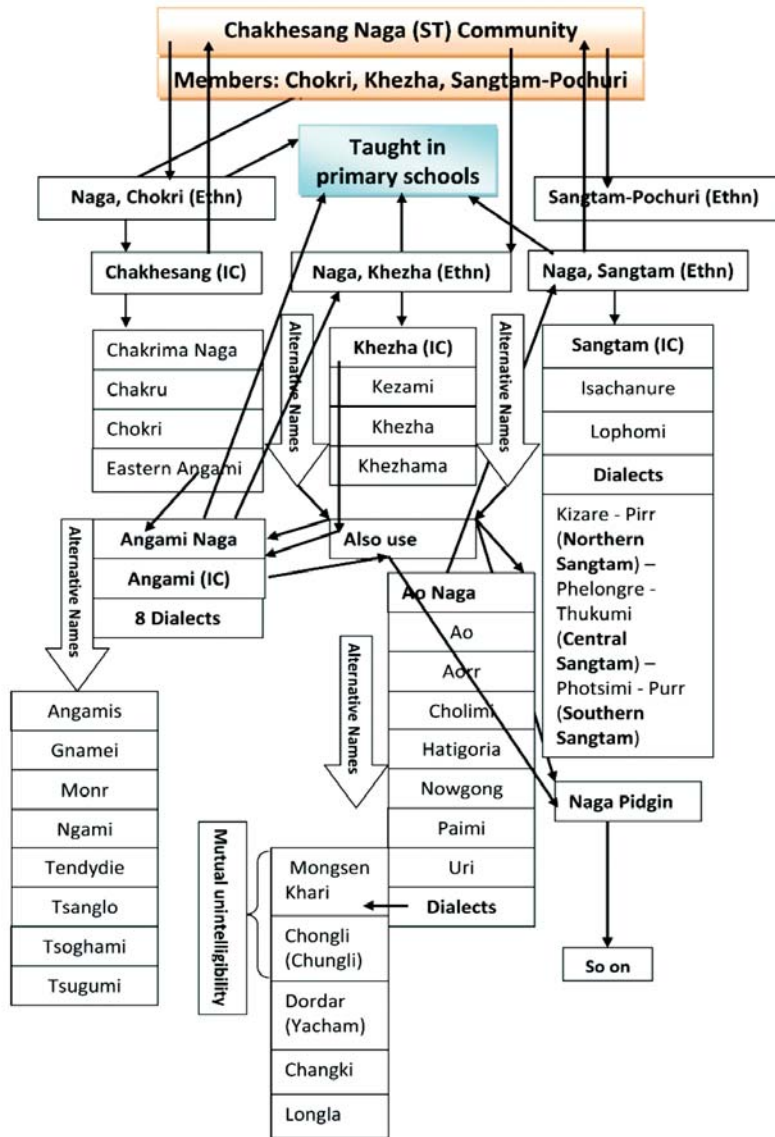 Chakhesang Naga (ST) Community
Members: Chokri, Khezha, Sangtam-Pochuri
Taught in
primary schools
Naga, Chokri (Ethn)
Sangtam-Pochuri (Ethn)
Chakhesang (IC)
Naga, Khezha (Ethn)
Naga, Sangtam (Ethn)
Chakrima Naga
Chakru
Chokri
Eastern Angami
Alternative Names
Khezha (IC)
Kezami
Khezha
Khezhama
Alternative Names
Sangtam (IC)
Isachanure
Lophomi
Dialects
Kizare - Pirr
(Northern
Sangtam) –
Phelongre -
Thukumi
(Central
Sangtam) –
Photsimi - Purr
(Southern
Sangtam)
Alternative Names
Angami Naga
Angami (IC)
8 Dialects
Also use
Angamis
Gnamei
Monr
Ngami
Tendydie
Tsanglo
Tsoghami
Tsugumi
Alternative Names
Ao Naga
Ao
Aorr
Cholimi
Hatigoria
Nowgong
Paimi
Uri
Dialects
Naga Pidgin
So on
Mutual unintelligibility
Mongsen
Khari
Chongli
(Chungli)
Dordar
(Yacham)
Changki
Longla